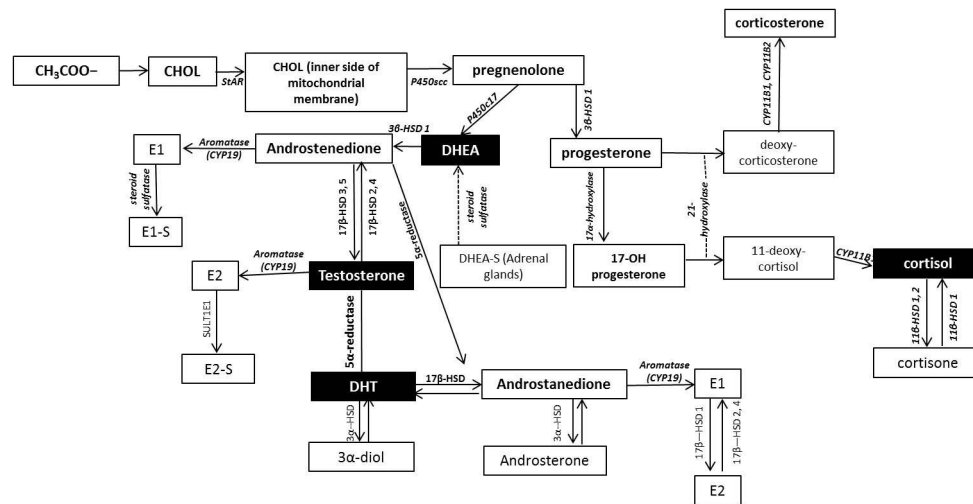 corticosterone
CYP11B1, CYP11B2
CH₃COO–
CHOL
StAR
CHOL (inner side of
mitochondrial
membrane)
P450scc
pregnenolone
P450c17
3β-HSD 1
E1
Aromatase
(CYP19)
Androstenedione
3β-HSD 1
DHEA
progesterone
deoxy-
corticosterone
steroid
sulfatase
17β-HSD 3, 5
17β-HSD 2, 4
5α-reductase
steroid
sulfatase
17α-hydroxylase
21-
hydroxylase
E1-S
DHEA-S (Adrenal
glands)
17-OH
progesterone
11-deoxy-
cortisol
CYP11B1
cortisol
E2
Aromatase
(CYP19)
Testosterone
SULT1E1
5α-reductase
11β-HSD 1, 2
11β-HSD 1
E2-S
cortisone
DHT
17β-HSD
Androstanedione
Aromatase
(CYP19)
E1
3α–HSD
3α–HSD
17β—HSD 1
17β—HSD 2, 4
3α-diol
Androsterone
E2